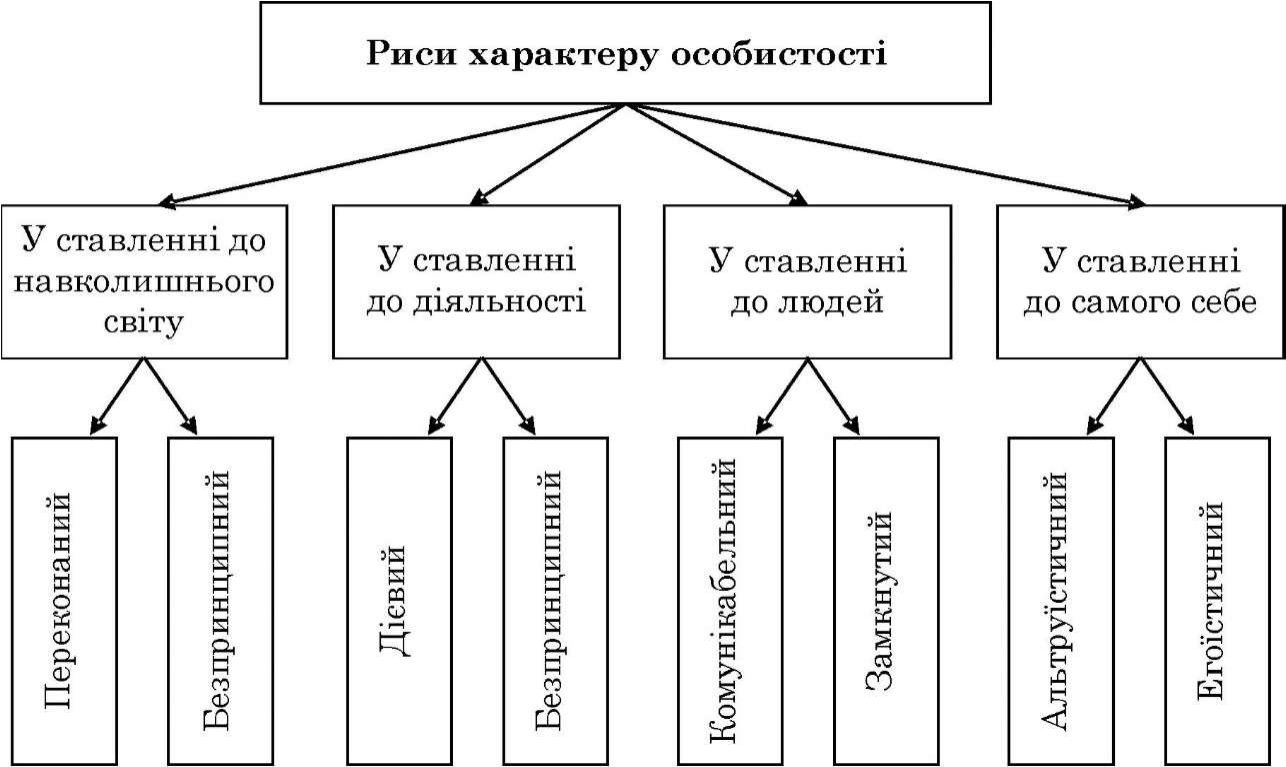 Риси характеру особистості
У ставленні до
навколишнього
світу
У ставленні
до діяльності
У ставленні
до людей
У ставленні
до самого себе
Переконаний
Безпринципний
Дієвий
Безпринципний
Комунікабельний
Замкнутий
Альтруїстичний
Егоїстичний